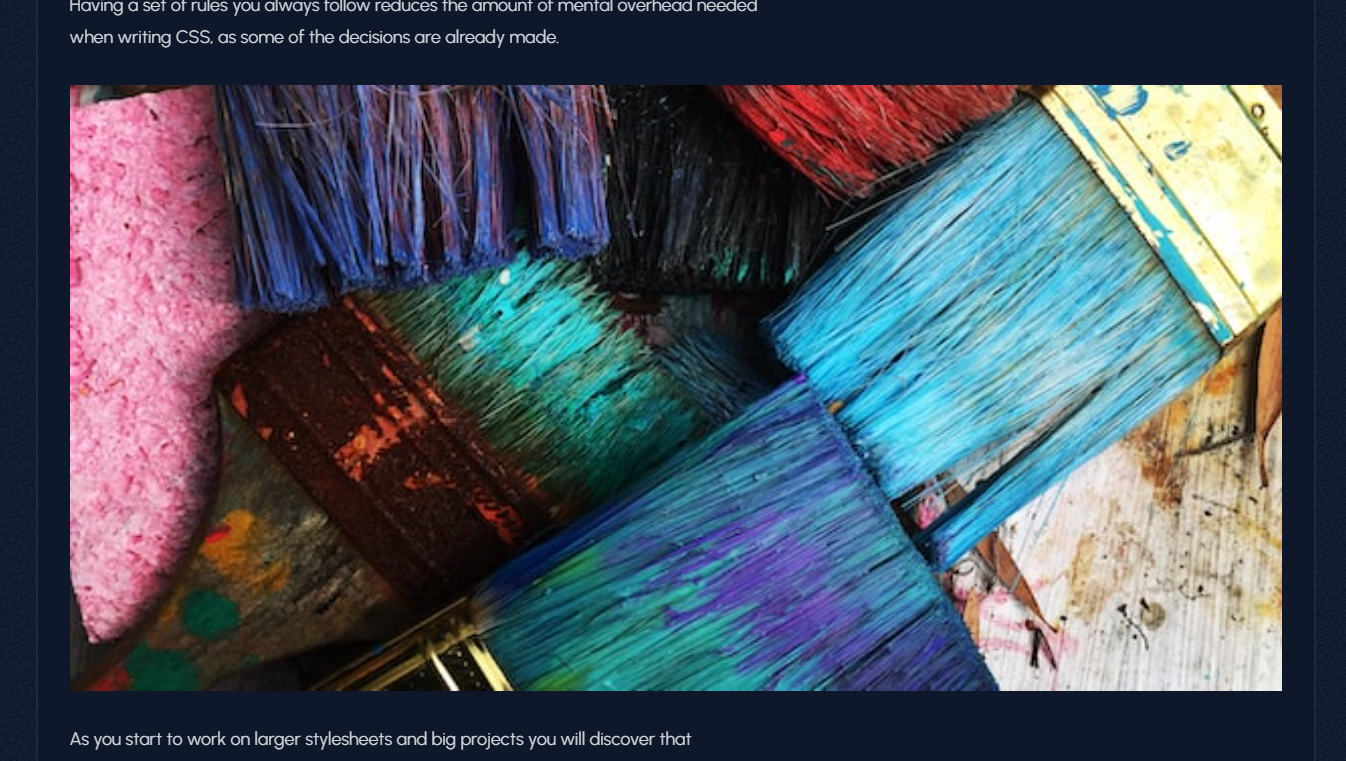 Having a set of rules you always follow reduces the amount of mental overhead needed
when writing CSS, as some of the decisions are already made.
As you start to work on larger stylesheets and big projects you will discover that